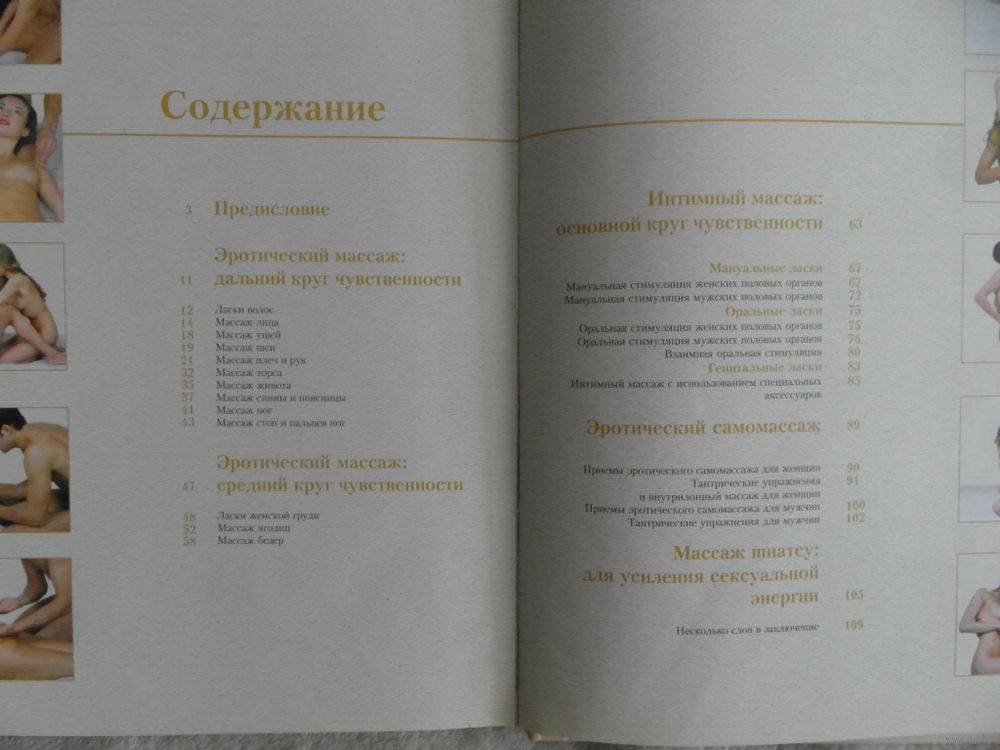 Содержание
3 Предисловие
Эротический массаж:
11 дальний круг чувственности
12 Ласки волос
14 Массаж лица
18 Массаж ушей
19 Массаж шеи
21 Массаж плеч и рук
32 Массаж торса
35 Массаж живота
37 Массаж спины и поясницы
41 Массаж ног
43 Массаж стоп и пальцев ног
Эротический массаж:
47 средний круг чувственности
48 Ласки женской груди
52 Массаж ягодиц
58 Массаж бедер
Интимный массаж:
основной круг чувственности 63
Мануальные ласки 67
Мануальная стимуляция женских половых органов 67
Мануальная стимуляция мужских половых органов 72
Оральные ласки 75
Оральная стимуляция женских половых органов 75
Оральная стимуляция мужских половых органов 76
Взаимная оральная стимуляция 80
Генитальные ласки 83
Интимный массаж с использованием специальных 85
аксессуаров
Эротический самомассаж 89
Приемы эротического самомассажа для женщин 90
Тантрические упражнения 94
и внутрилонный массаж для женщин
Приемы эротического самомассажа для мужчин 100
Тантрические упражнения для мужчин 102
Массаж шиатсу:
для усиления сексуальной
энергии 105
Несколько слов в заключение 109